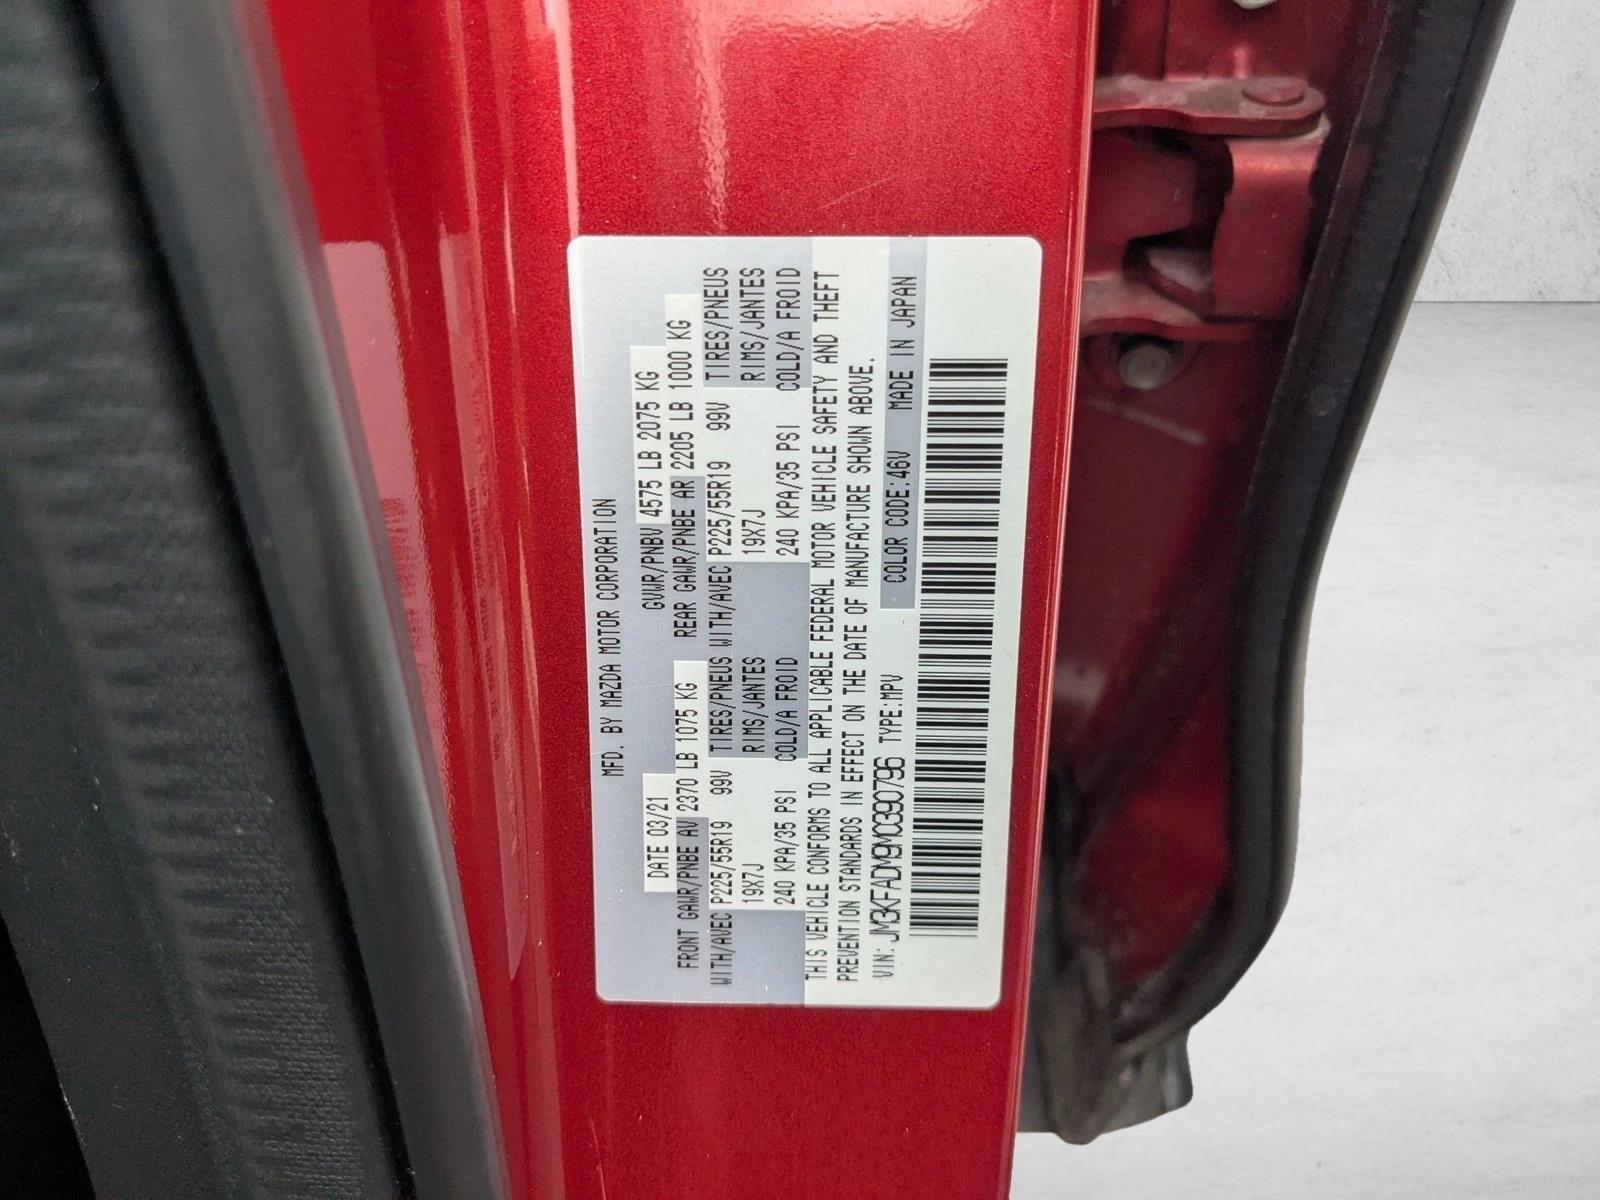 MFD. BY MAZDA MOTOR CORPORATION
DATE 03/21 GVWR/PNBV 4575 LB 2075 KG
FRONT GAWR/PNBE AV 2370 LB 1075 KG REAR GAWR/PNBE AR 2205 LB 1000 KG
WITH/AVEC P225/55R19 99V TIRES/PNEUS WITH/AVEC P225/55R19 99V TIRES/PNEUS
19X7J RIMS/JANTES 19X7J RIMS/JANTES
240 KPA/35 PSI COLD/A FROID 240 KPA/35 PSI COLD/A FROID
THIS VEHICLE CONFORMS TO ALL APPLICABLE FEDERAL MOTOR VEHICLE SAFETY AND THEFT
PREVENTION STANDARDS IN EFFECT ON THE DATE OF MANUFACTURE SHOWN ABOVE.
VIN: JM3KFADM9M0390796 TYPE:MPV COLOR CODE:46V MADE IN JAPAN